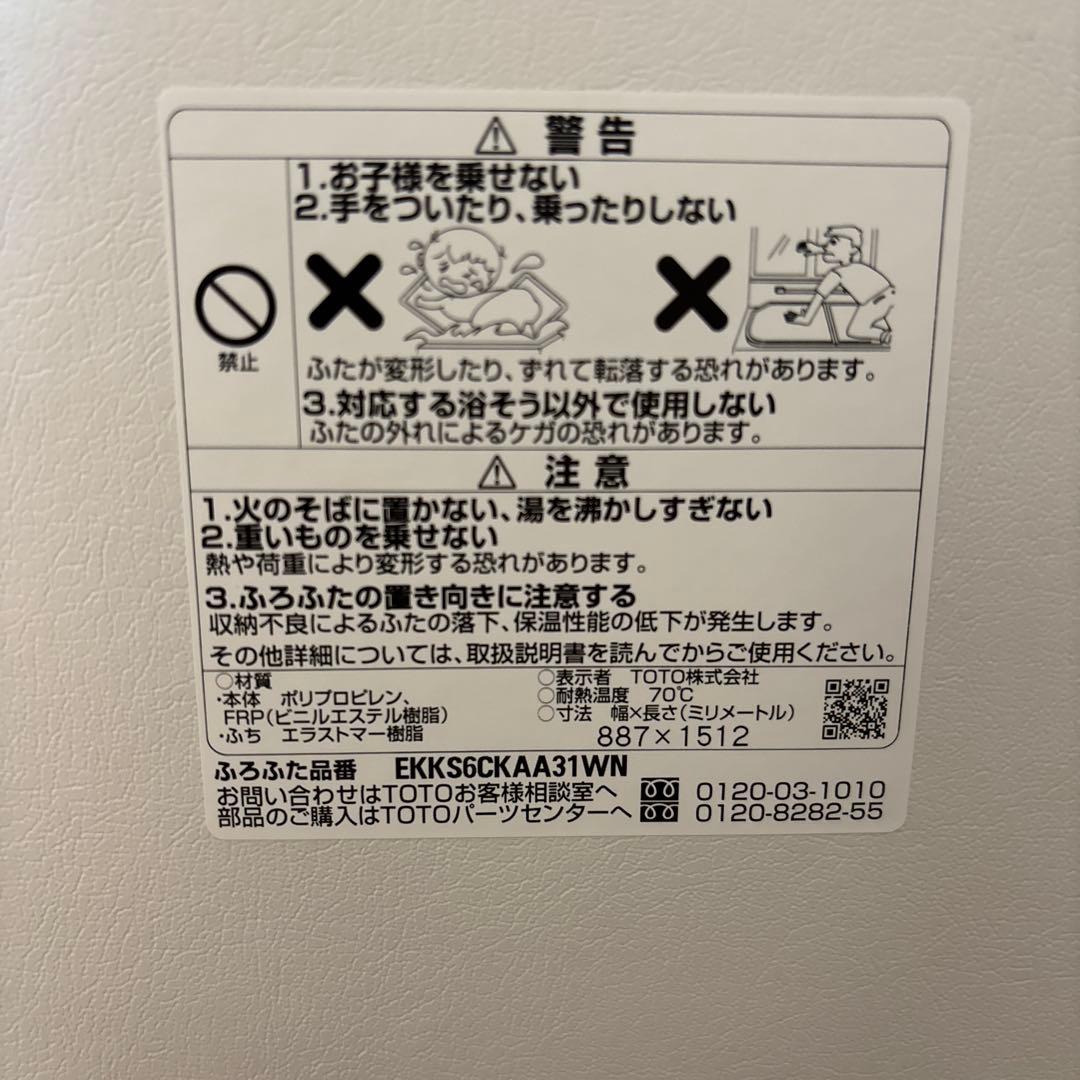 ⚠ 警告
1.お子様を乗せない
2.手をついたり、乗ったりしない
禁止
ふたが変形したり、ずれて転落する恐れがあります。
3.対応する浴そう以外で使用しない
ふたの外れによるケガの恐れがあります。
⚠ 注意
1.火のそばに置かない、湯を沸かしすぎない
2.重いものを乗せない
熱や荷重により変形する恐れがあります。
3.ふろふたの置き向きに注意する
収納不良によるふたの落下、保温性能の低下が発生します。
その他詳細については、取扱説明書を読んでからご使用ください。
○材質
・本体 ポリプロピレン、
FRP(ビニルエステル樹脂)
・ふち エラストマー樹脂
○表示者 TOTO株式会社
○耐熱温度 70℃
○寸法 幅×長さ(ミリメートル)
887×1512
ふろふた品番 EKKS6CKAA31WN
お問い合わせはTOTOお客様相談室へ 0120-03-1010
部品のご購入はTOTOパーツセンターへ 0120-8282-55